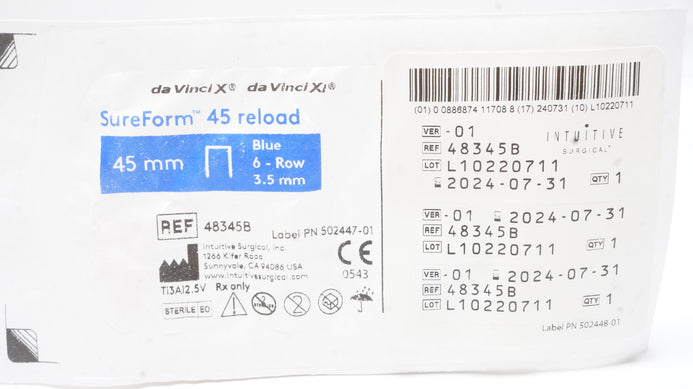 da Vinci X® da Vinci Xi®
SureForm™ 45 reload
45 mm
Blue
6 - Row
3.5 mm
REF 48345B
Label PN 502447-01
Intuitive Surgical, Inc.
1266 Kifer Road
Sunnyvale, CA 94086 USA
www.intuitivesurgical.com
CE
0543
Ti3Al2.5V Rx only
STERILE EO
2
STERILIZE
2
(01) 0 0886874 11708 8 (17) 240731 (10) L10220711
VER - 01
INTUITIVE
SURGICAL®
REF 48345B
LOT L10220711
2024-07-31 QTY 1
VER - 01 2024-07-31
REF 48345B
LOT L10220711 QTY 1
VER - 01 2024-07-31
REF 48345B
LOT L10220711 QTY 1
Label PN 502448-01